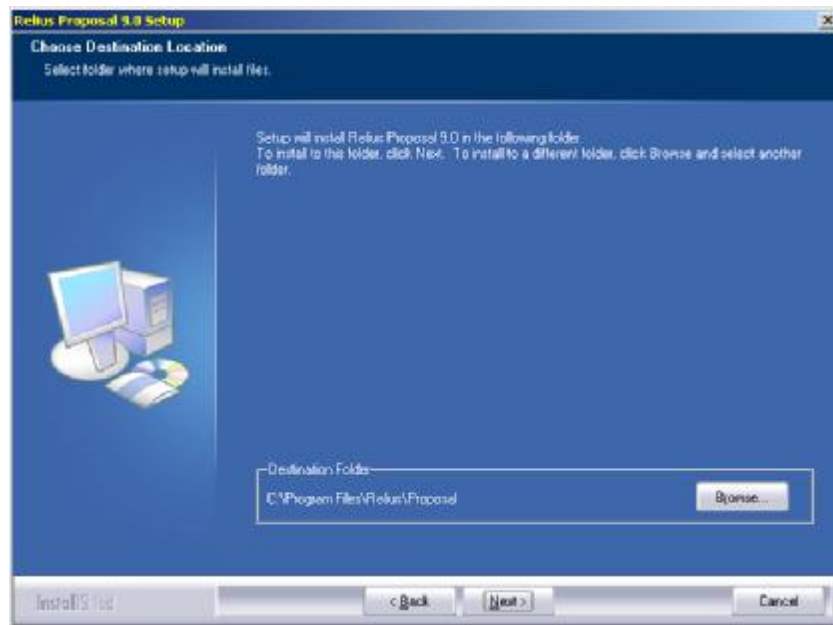 Relius Proposal 9.0 Setup
Choose Destination Location
Select folder where setup will install files.
Setup will install Relius Proposal 9.0 in the following folder.
To install to this folder, click Next. To install to a different folder, click Browse and select another
folder.
Destination Folder
C:\Program Files\Relius\Proposal
Browse...
InstallShield
< Back
Next >
Cancel